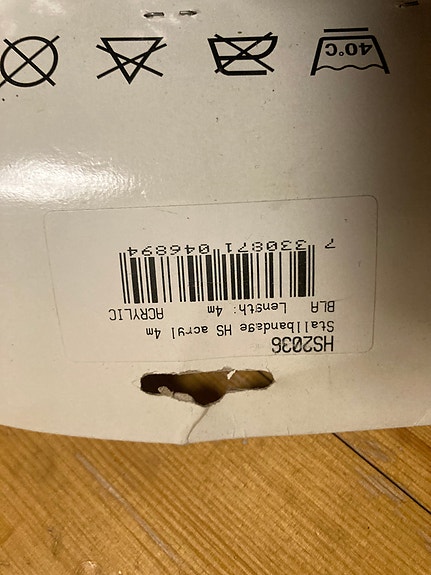 HS2036
Stallbandage HS acryl 4m
BLA Length: 4m ACRYLIC
7 330871 046894
40°C